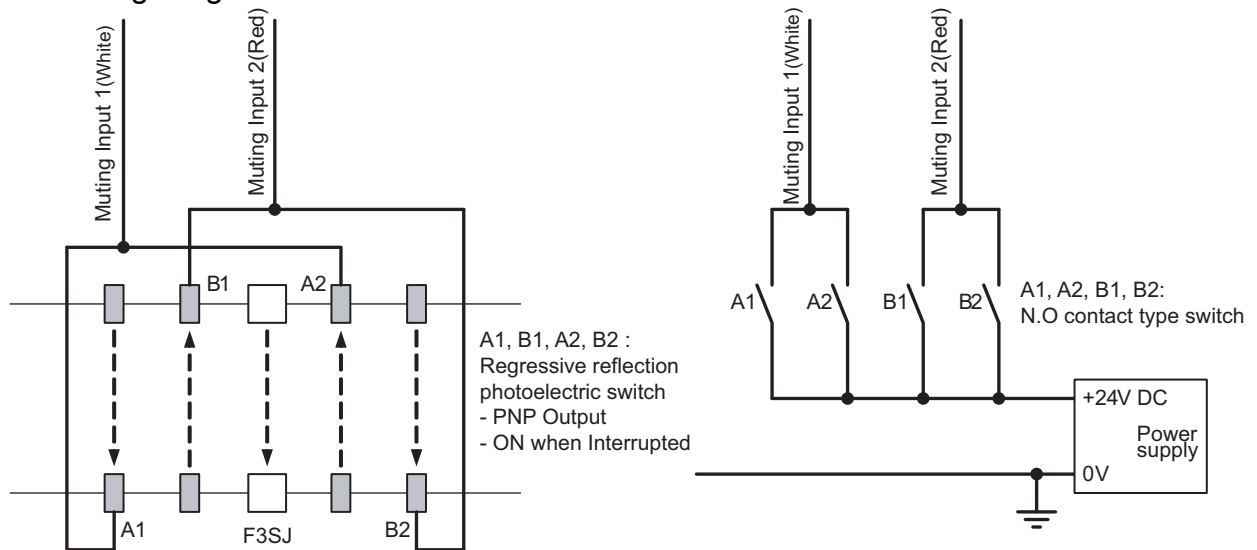 Muting Input 1(White)
Muting Input 2(Red)
B1
A2
A1
F3SJ
B2
A1, B1, A2, B2 :
Regressive reflection
photoelectric switch
- PNP Output
- ON when Interrupted
Muting Input 1(White)
Muting Input 2(Red)
A1
A2
B1
B2
A1, A2, B1, B2:
N.O contact type switch
+24V DC
Power
supply
0V